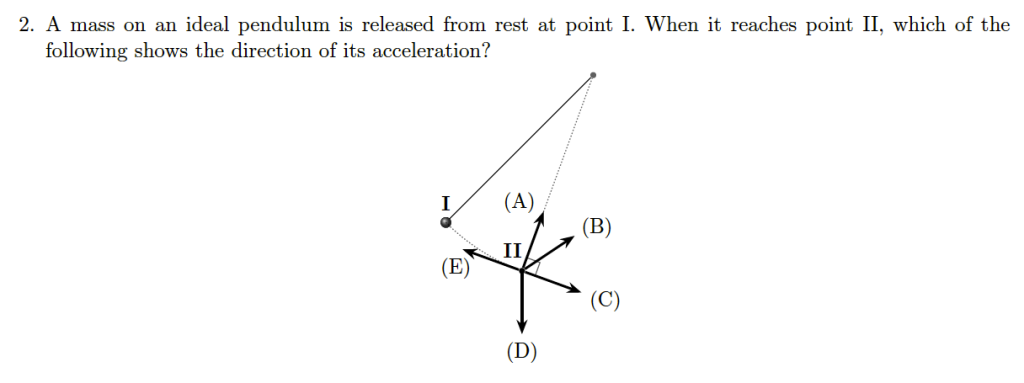 2. A mass on an ideal pendulum is released from rest at point I. When it reaches point II, which of the
following shows the direction of its acceleration?
I
(A)
(B)
II
(E)
(C)
(D)